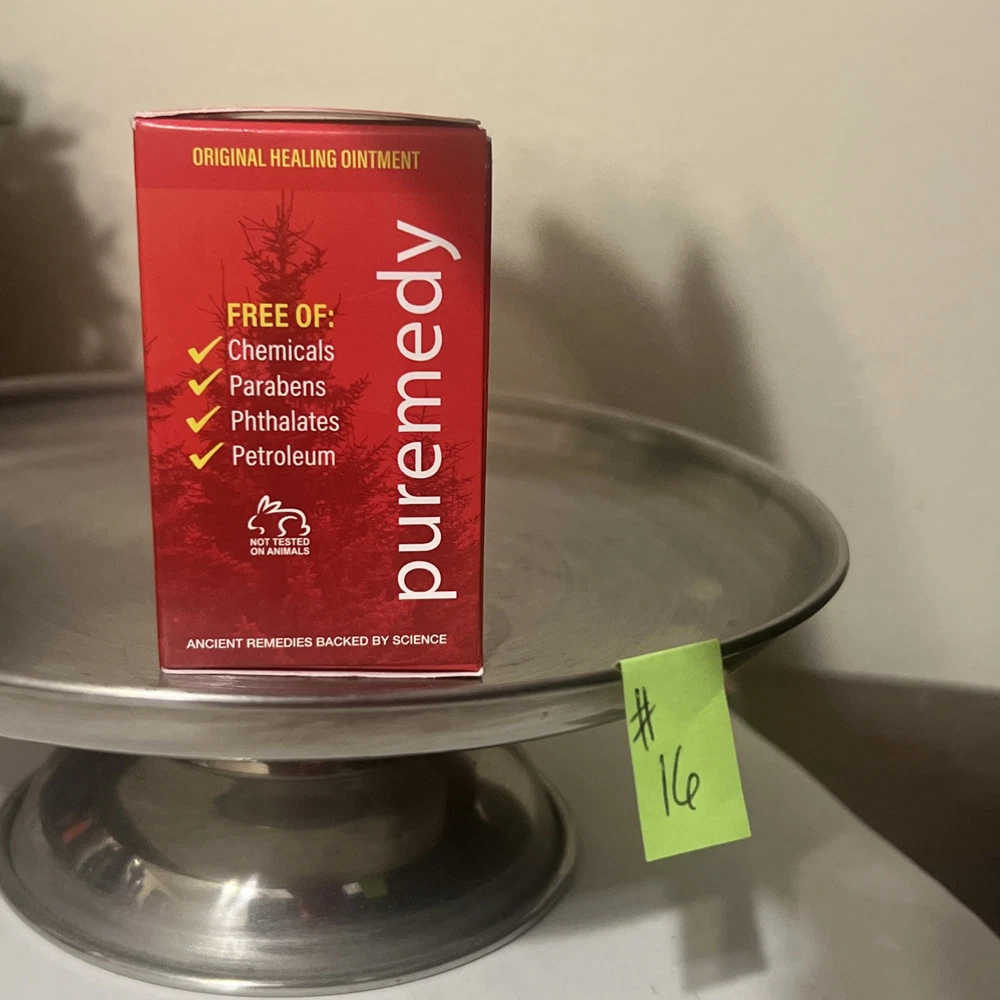 ORIGINAL HEALING OINTMENT
FREE OF:
Chemicals
Parabens
Phthalates
Petroleum
NOT TESTED
ON ANIMALS
puremedy
ANCIENT REMEDIES BACKED BY SCIENCE
#
16